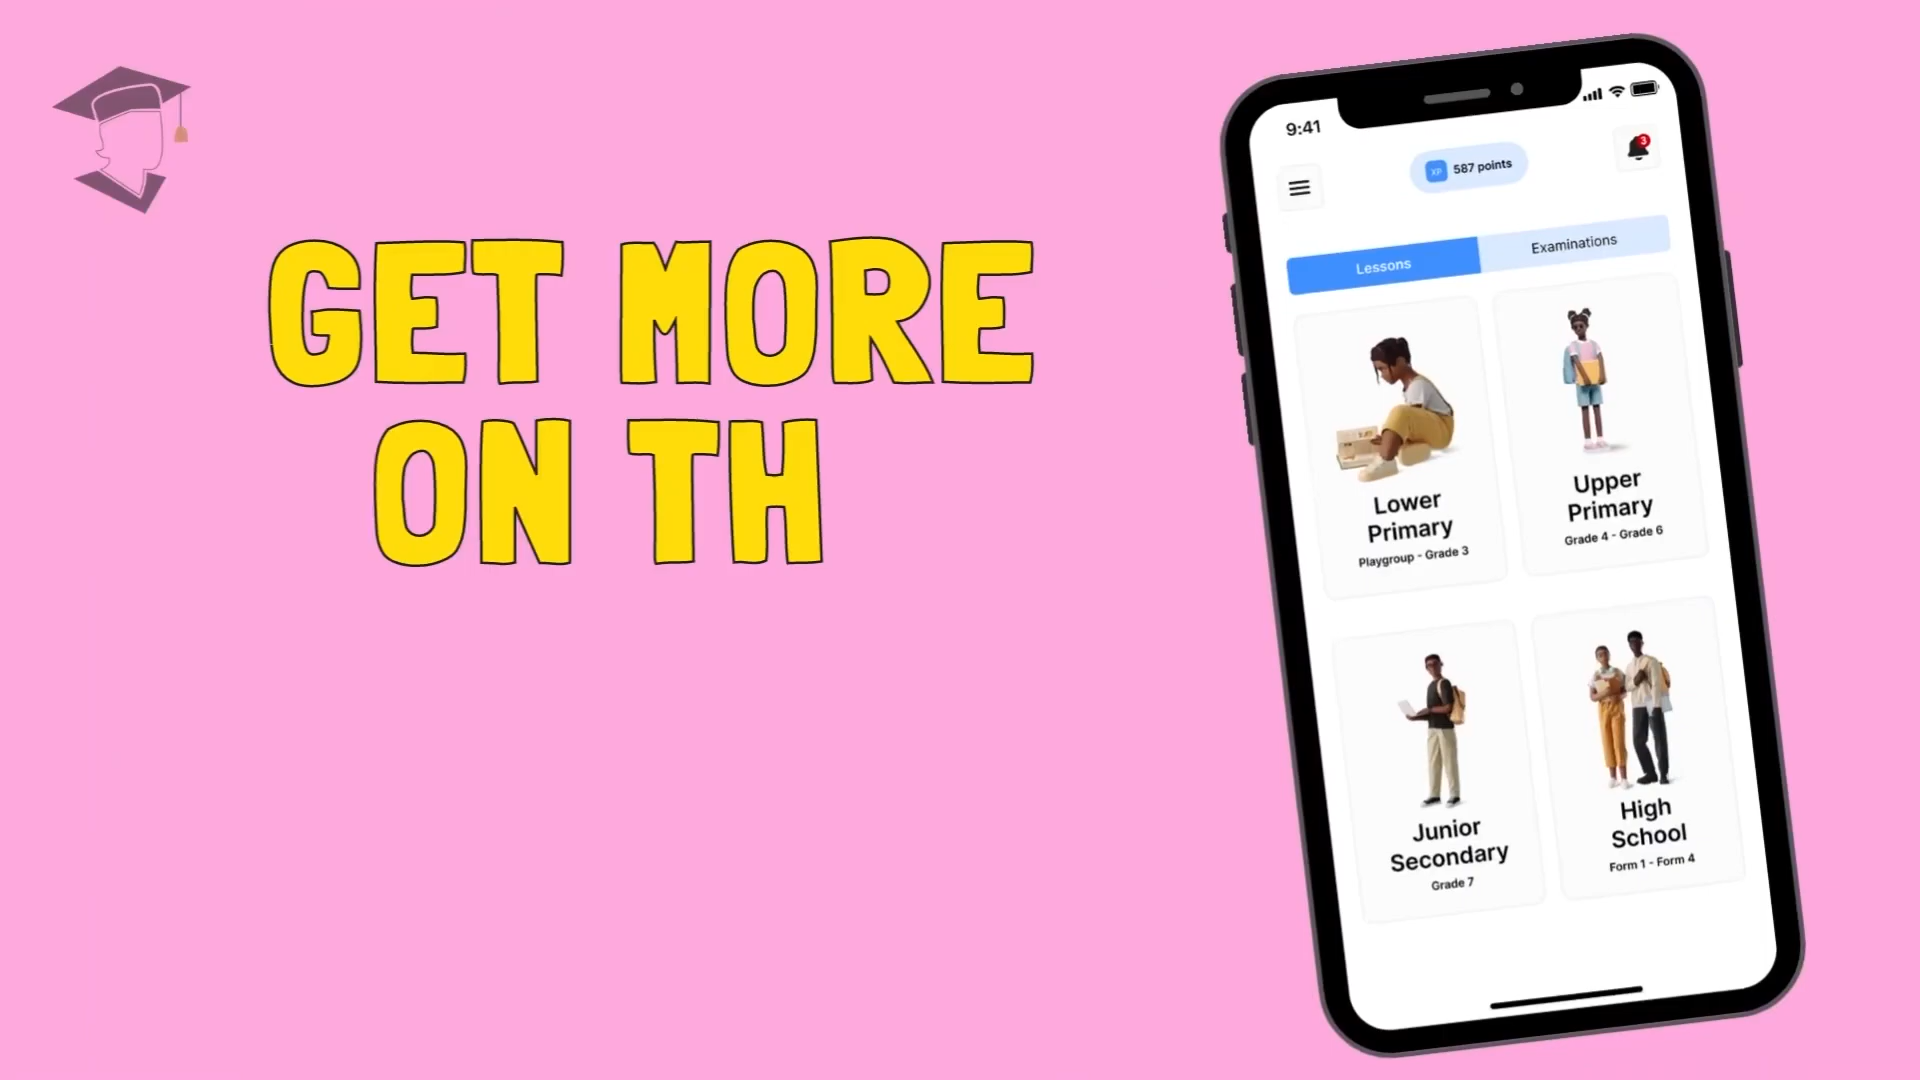 GET MORE
ON TH
9:41
XP 587 points
3
Lessons
Examinations
Lower
Primary
Playgroup - Grade 3
Upper
Primary
Grade 4 - Grade 6
Junior
Secondary
Grade 7
High
School
Form 1 - Form 4